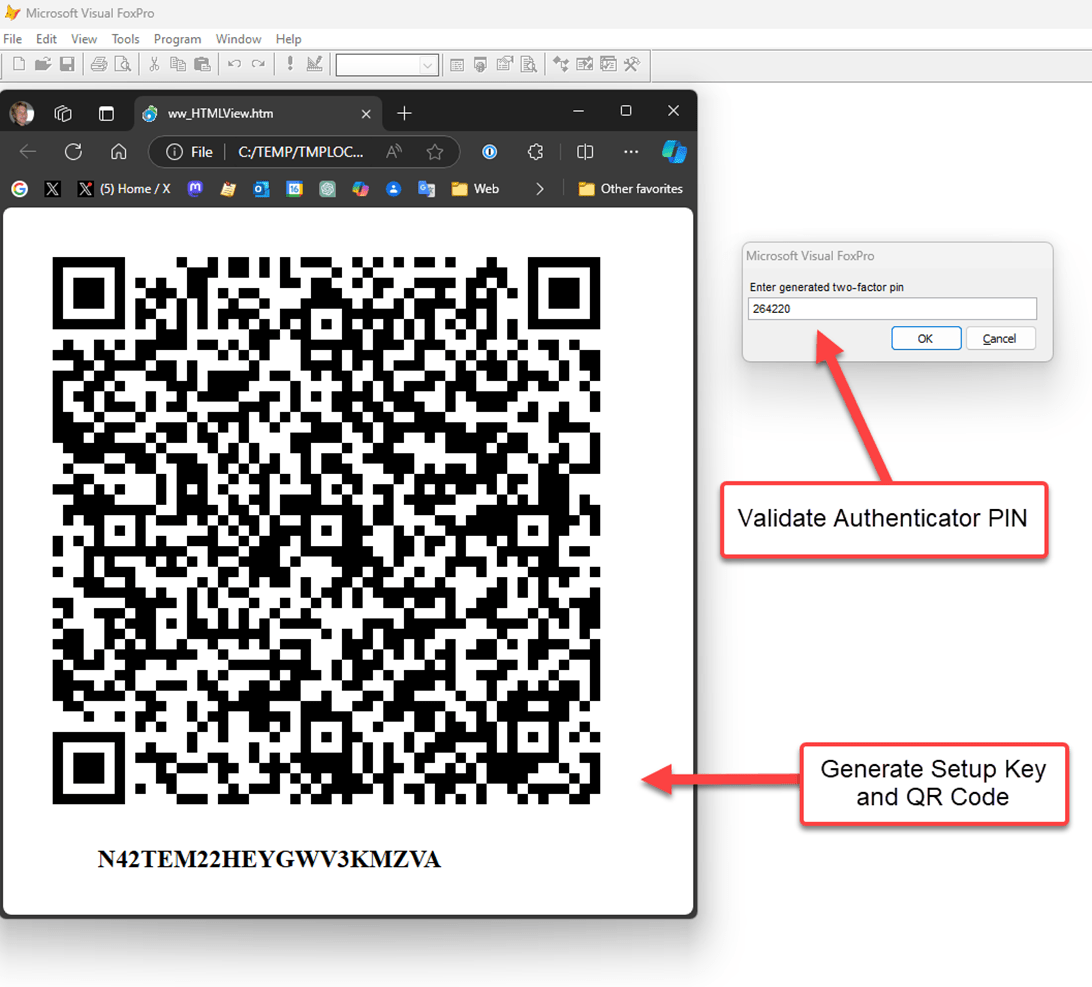 Microsoft Visual FoxPro
File Edit View Tools Program Window Help
ww_HTMLView.htm
File C:/TEMP/TMPLOC...
(5) Home / X 16 Web Other favorites
Microsoft Visual FoxPro
Enter generated two-factor pin
264220
OK Cancel
Validate Authenticator PIN
Generate Setup Key
and QR Code
N42TEM22HEYGWV3KMZVA